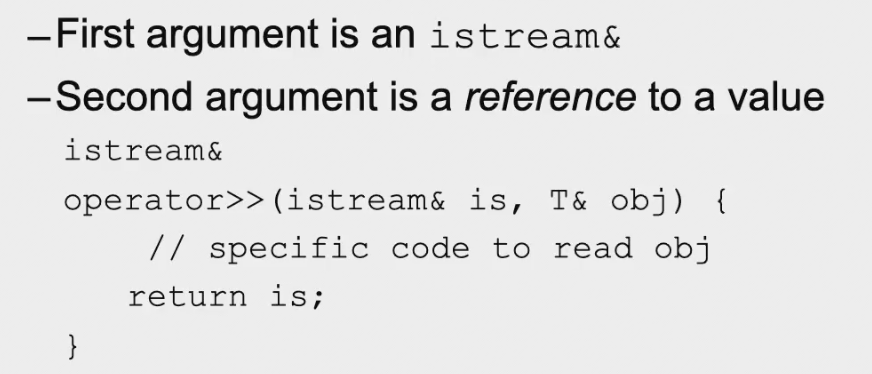 –First argument is an istream&
–Second argument is a reference to a value
istream&
operator>>(istream& is, T& obj) {
// specific code to read obj
return is;
}